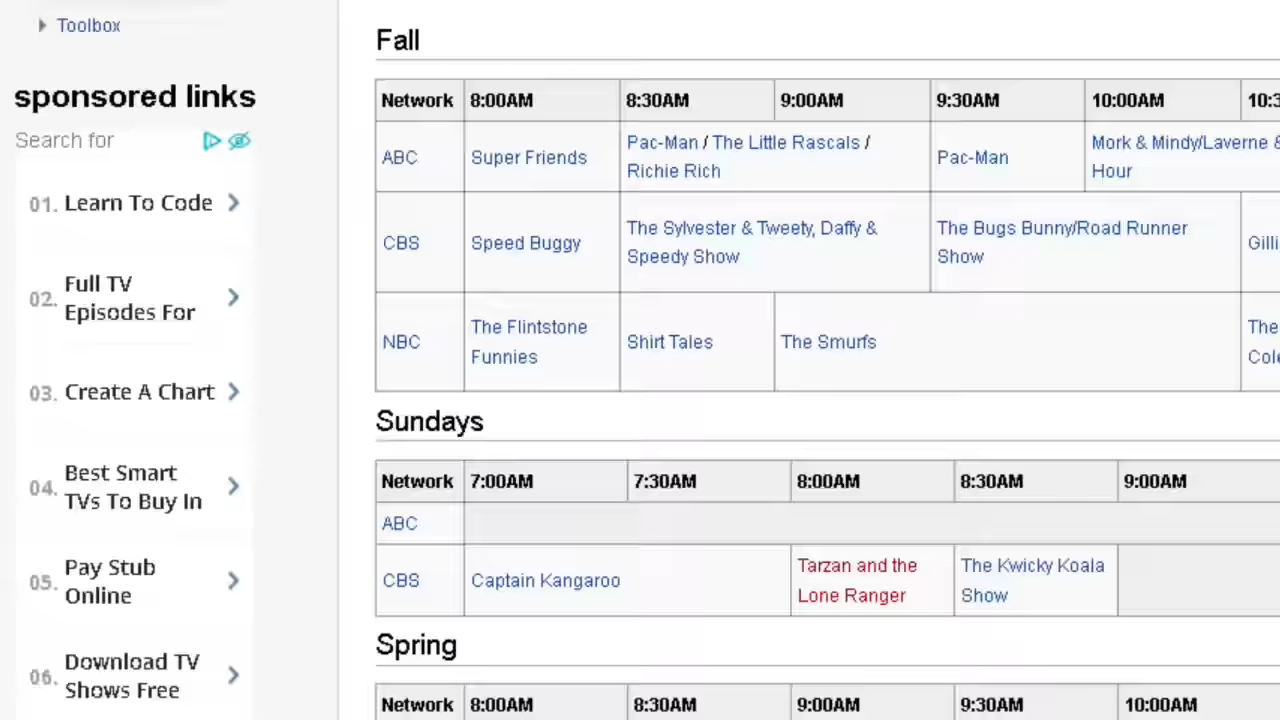 Toolbox
sponsored links
Search for
01. Learn To Code
02. Full TV
Episodes For
03. Create A Chart
04. Best Smart
TVs To Buy In
05. Pay Stub
Online
06. Download TV
Shows Free
Fall
Network 8:00AM 8:30AM 9:00AM 9:30AM 10:00AM 10:3
ABC Super Friends Pac-Man / The Little Rascals / Pac-Man Mork & Mindy/Laverne &
Richie Rich Hour
CBS Speed Buggy The Sylvester & Tweety, Daffy & The Bugs Bunny/Road Runner Gilli
Speedy Show Show
NBC The Flintstone Shirt Tales The Smurfs The
Funnies Cole
Sundays
Network 7:00AM 7:30AM 8:00AM 8:30AM 9:00AM
ABC
CBS Captain Kangaroo Tarzan and the The Kwicky Koala
Lone Ranger Show
Spring
Network 8:00AM 8:30AM 9:00AM 9:30AM 10:00AM